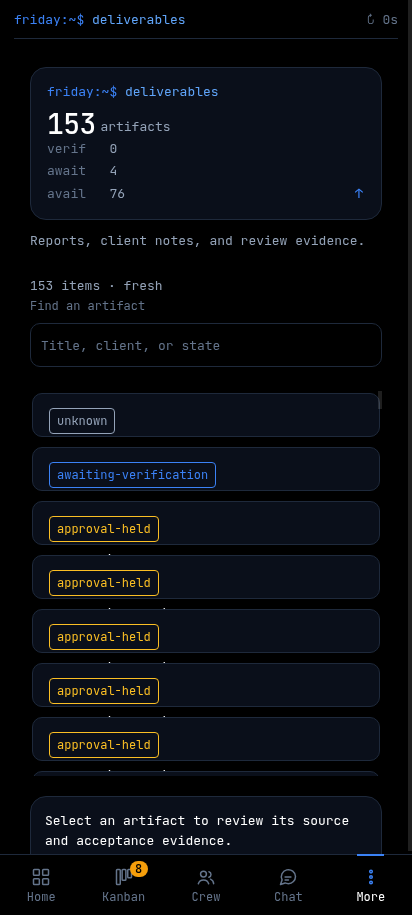 friday:~$ deliverables
0s
friday:~$ deliverables
153 artifacts
verif 0
await 4
avail 76 ↑
Reports, client notes, and review evidence.
153 items · fresh
Find an artifact
Title, client, or state
unknown
awaiting-verification
approval-held
approval-held
approval-held
approval-held
approval-held
Select an artifact to review its source
and acceptance evidence.
8
Home Kanban Crew Chat More